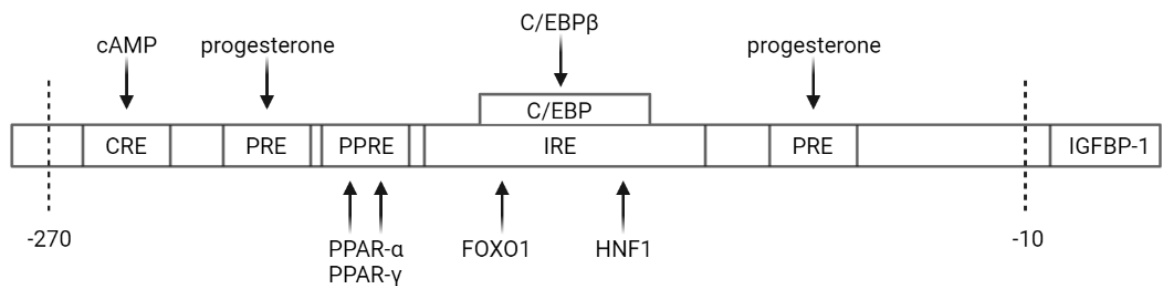 C/EBPβ
cAMP
progesterone
progesterone
C/EBP
CRE
PRE
PPRE
IRE
PRE
IGFBP-1
-270
PPAR-α
PPAR-γ
FOXO1
HNF1
-10